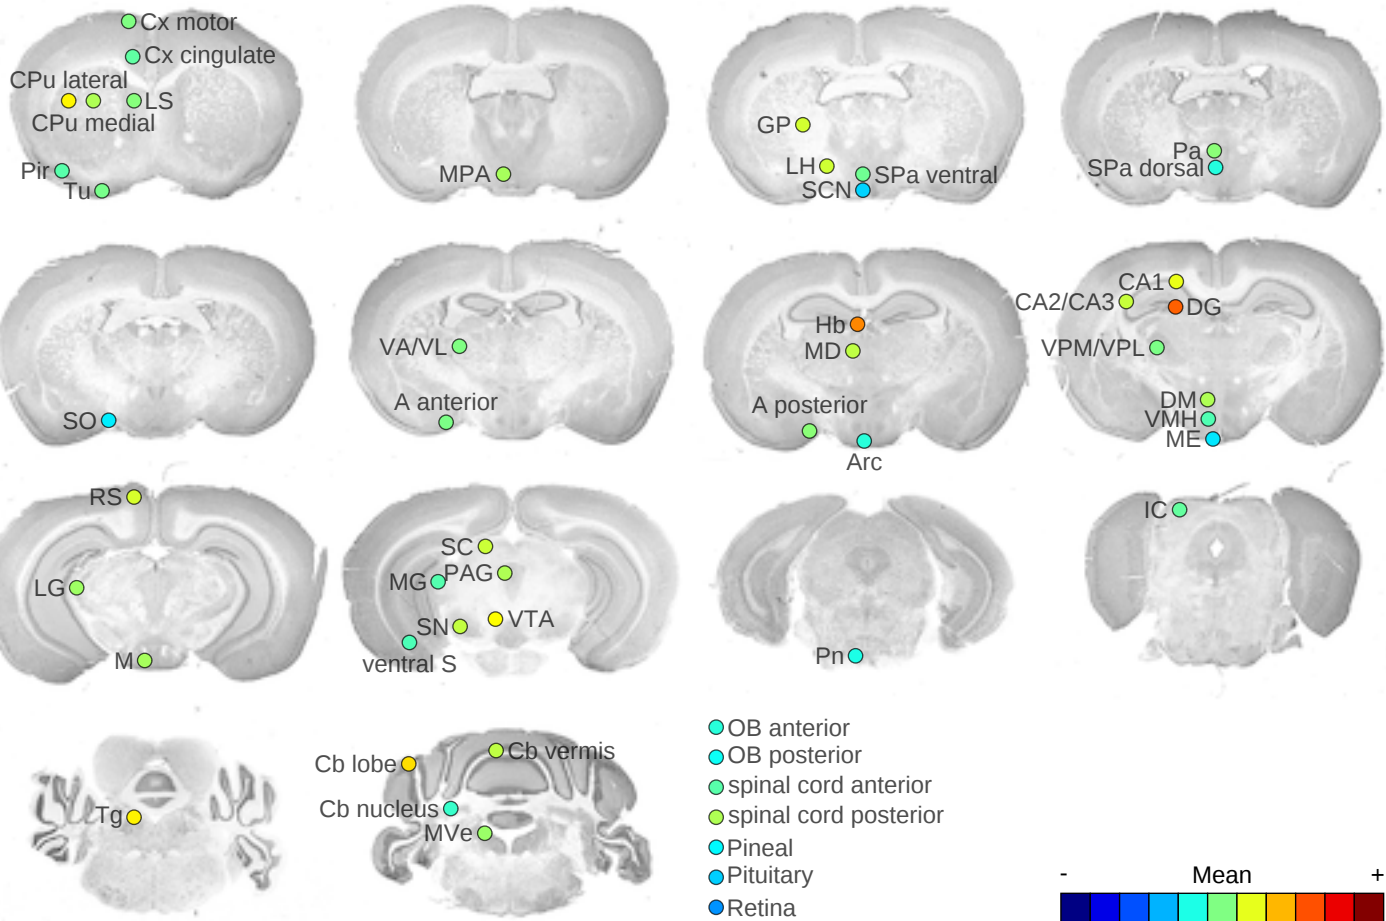 Cx motor
Cx cingulate
CPu lateral
LS
CPu medial
Pir
Tu
MPA
GP
LH
SPa ventral
SCN
Pa
SPa dorsal
SO
VA/VL
A anterior
Hb
MD
A posterior
Arc
CA1
CA2/CA3
DG
VPM/VPL
DM
VMH
ME
RS
LG
M
SC
MG
PAG
SN
VTA
ventral S
Pn
IC
Tg
Cb lobe
Cb vermis
Cb nucleus
MVe
OB anterior
OB posterior
spinal cord anterior
spinal cord posterior
Pineal
Pituitary
Retina
- Mean +